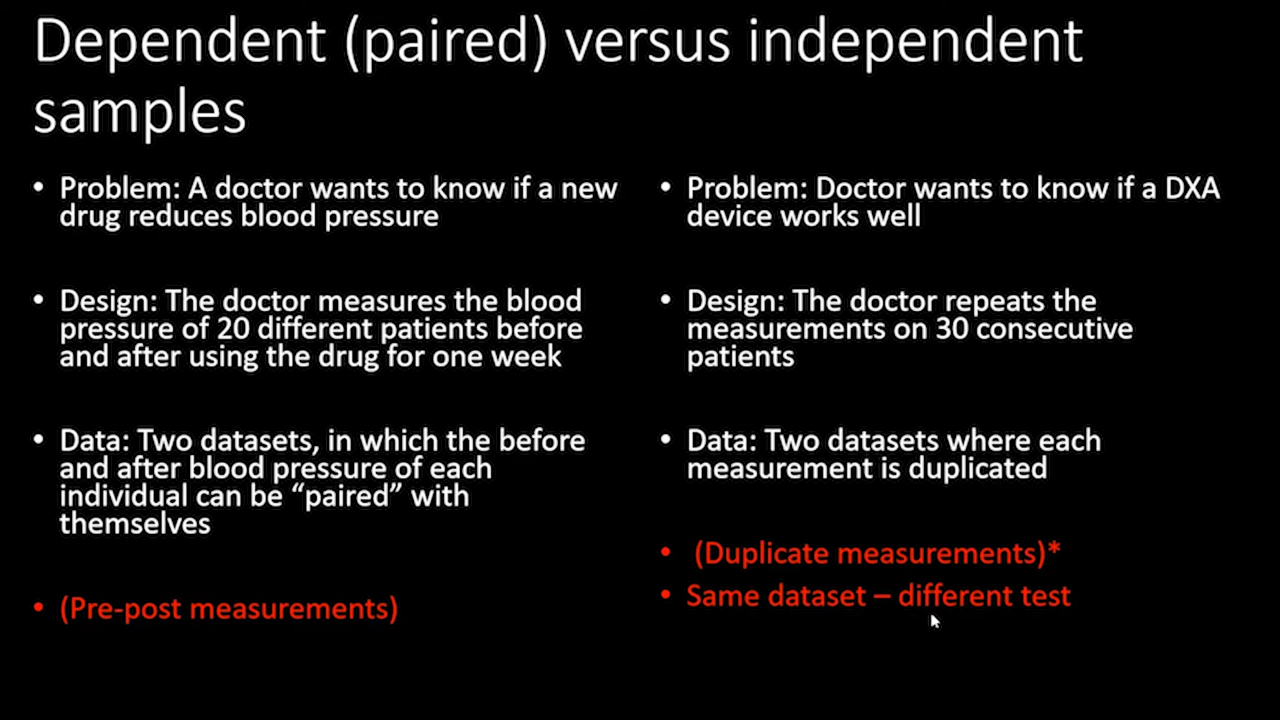 Dependent (paired) versus independent
samples
• Problem: A doctor wants to know if a new
drug reduces blood pressure
• Design: The doctor measures the blood
pressure of 20 different patients before
and after using the drug for one week
• Data: Two datasets, in which the before
and after blood pressure of each
individual can be “paired” with
themselves
• (Pre-post measurements)
• Problem: Doctor wants to know if a DXA
device works well
• Design: The doctor repeats the
measurements on 30 consecutive
patients
• Data: Two datasets where each
measurement is duplicated
• (Duplicate measurements)*
• Same dataset – different test